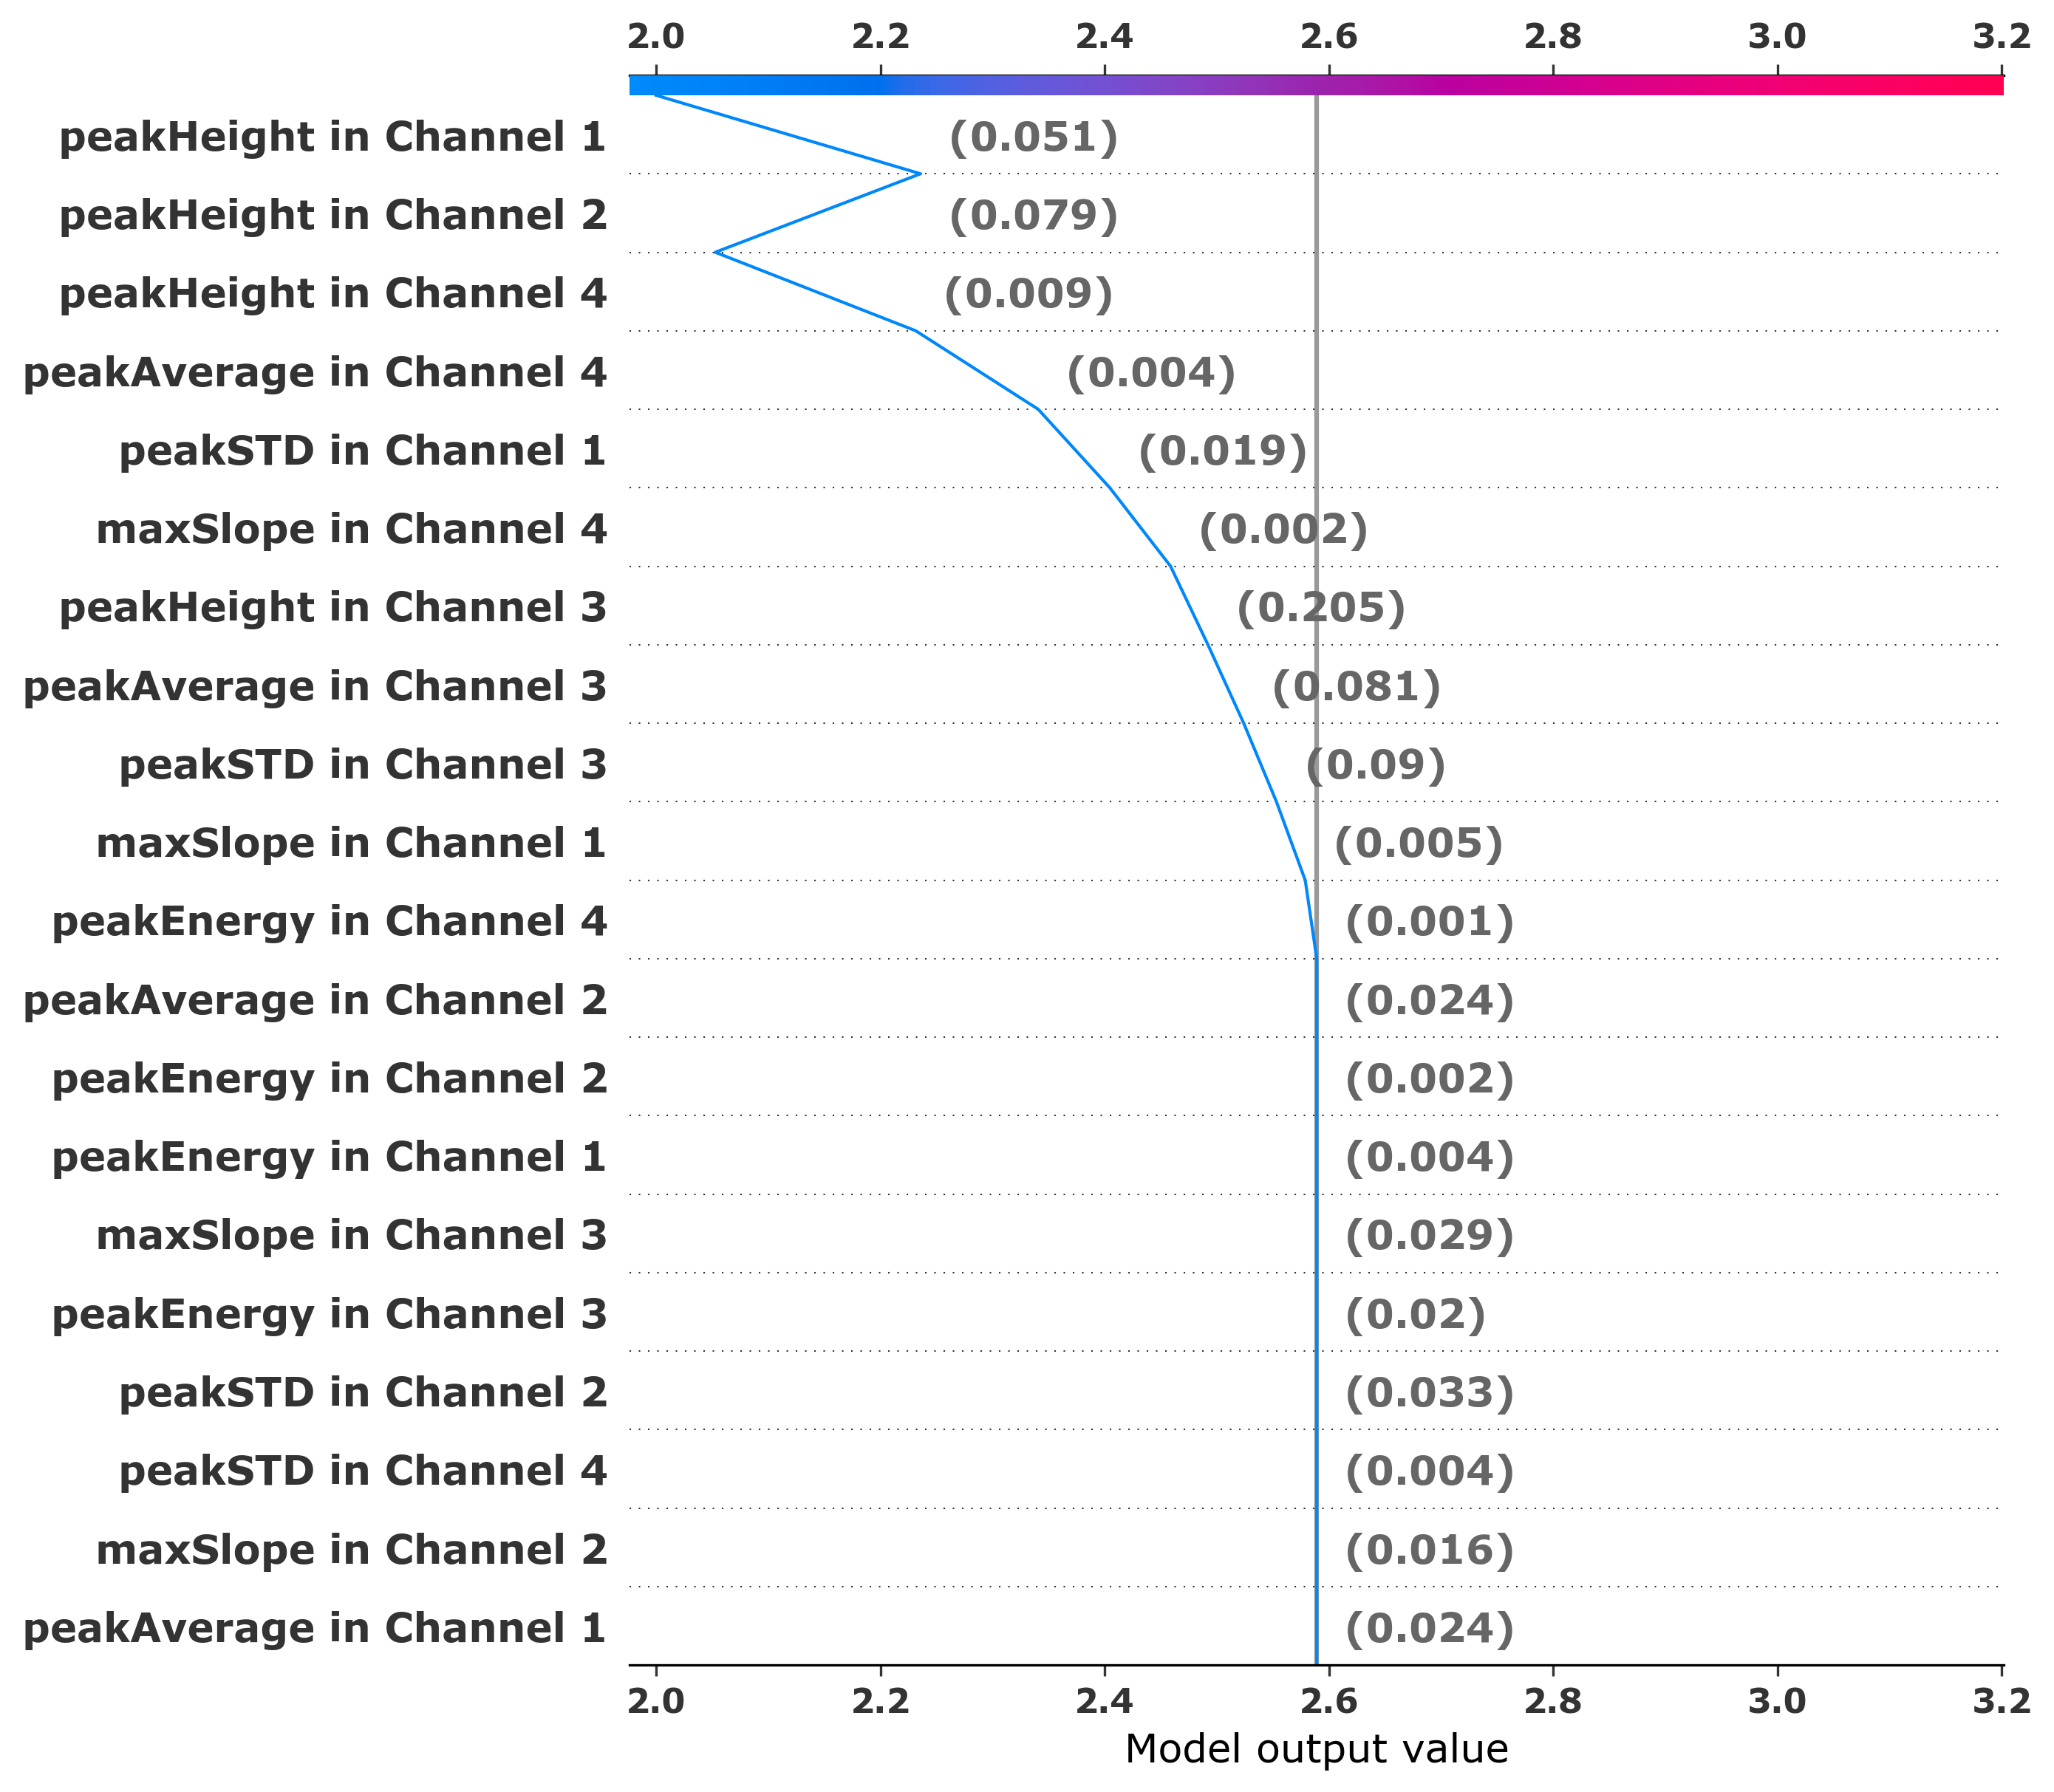 2.0 2.2 2.4 2.6 2.8 3.0 3.2
peakHeight in Channel 1 (0.051)
peakHeight in Channel 2 (0.079)
peakHeight in Channel 4 (0.009)
peakAverage in Channel 4 (0.004)
peakSTD in Channel 1 (0.019)
maxSlope in Channel 4 (0.002)
peakHeight in Channel 3 (0.205)
peakAverage in Channel 3 (0.081)
peakSTD in Channel 3 (0.09)
maxSlope in Channel 1 (0.005)
peakEnergy in Channel 4 (0.001)
peakAverage in Channel 2 (0.024)
peakEnergy in Channel 2 (0.002)
peakEnergy in Channel 1 (0.004)
maxSlope in Channel 3 (0.029)
peakEnergy in Channel 3 (0.02)
peakSTD in Channel 2 (0.033)
peakSTD in Channel 4 (0.004)
maxSlope in Channel 2 (0.016)
peakAverage in Channel 1 (0.024)
2.0 2.2 2.4 2.6 2.8 3.0 3.2
Model output value